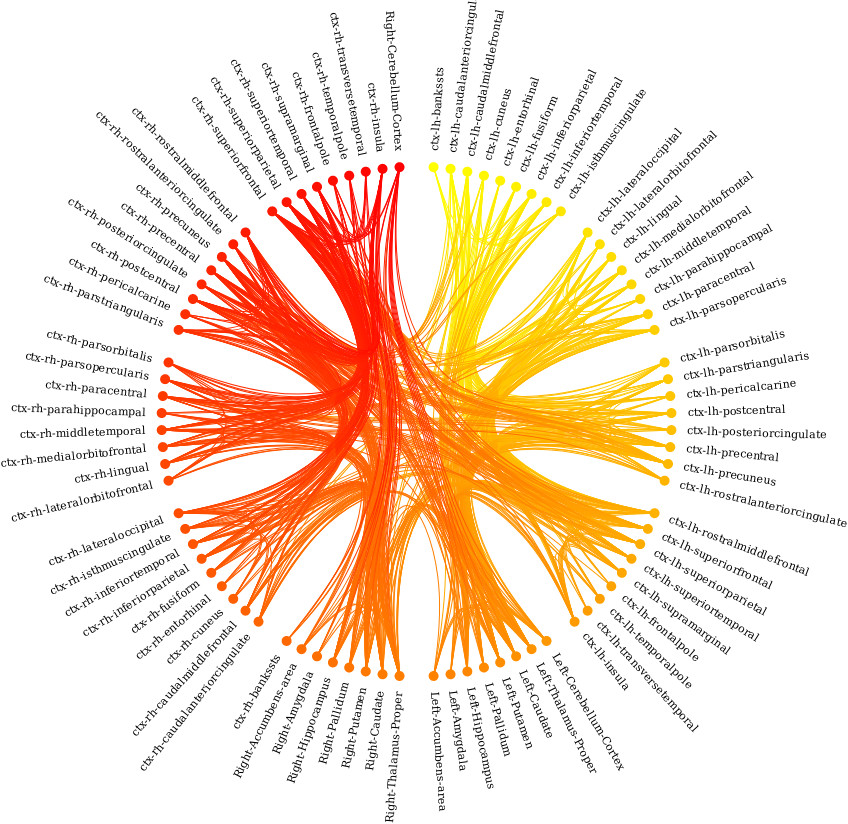 ctx-lh-bankssts
ctx-lh-caudalanteriorcingul
ctx-lh-caudalmiddlefrontal
ctx-lh-cuneus
ctx-lh-entorhinal
ctx-lh-fusiform
ctx-lh-inferiorparietal
ctx-lh-inferiortemporal
ctx-lh-isthmuscingulate
ctx-lh-lateraloccipital
ctx-lh-lateralorbitofrontal
ctx-lh-lingual
ctx-lh-medialorbitofrontal
ctx-lh-middletemporal
ctx-lh-parahippocampal
ctx-lh-paracentral
ctx-lh-parsopercularis
ctx-lh-parsorbitalis
ctx-lh-parstriangularis
ctx-lh-pericalcarine
ctx-lh-postcentral
ctx-lh-posteriorcingulate
ctx-lh-precentral
ctx-lh-precuneus
ctx-lh-rostralanteriorcingulate
ctx-lh-rostralmiddlefrontal
ctx-lh-superiorfrontal
ctx-lh-superiorparietal
ctx-lh-superiortemporal
ctx-lh-supramarginal
ctx-lh-frontalpole
ctx-lh-temporalpole
ctx-lh-transversetemporal
ctx-lh-insula
Left-Cerebellum-Cortex
Left-Thalamus-Proper
Left-Caudate
Left-Putamen
Left-Pallidum
Left-Hippocampus
Left-Amygdala
Left-Accumbens-area
Right-Thalamus-Proper
Right-Caudate
Right-Putamen
Right-Pallidum
Right-Hippocampus
Right-Amygdala
Right-Accumbens-area
ctx-rh-bankssts
ctx-rh-caudalanteriorcingulate
ctx-rh-caudalmiddlefrontal
ctx-rh-cuneus
ctx-rh-entorhinal
ctx-rh-fusiform
ctx-rh-inferiorparietal
ctx-rh-inferiortemporal
ctx-rh-isthmuscingulate
ctx-rh-lateraloccipital
ctx-rh-lateralorbitofrontal
ctx-rh-lingual
ctx-rh-medialorbitofrontal
ctx-rh-middletemporal
ctx-rh-parahippocampal
ctx-rh-paracentral
ctx-rh-parsopercularis
ctx-rh-parsorbitalis
ctx-rh-parstriangularis
ctx-rh-pericalcarine
ctx-rh-postcentral
ctx-rh-posteriorcingulate
ctx-rh-precentral
ctx-rh-precuneus
ctx-rh-rostralanteriorcingulate
ctx-rh-rostralmiddlefrontal
ctx-rh-superiorfrontal
ctx-rh-superiorparietal
ctx-rh-superiortemporal
ctx-rh-supramarginal
ctx-rh-frontalpole
ctx-rh-temporalpole
ctx-rh-transversetemporal
ctx-rh-insula
Right-Cerebellum-Cortex